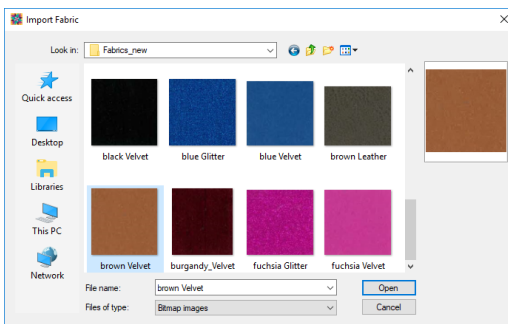 Import Fabric
Look in: Fabrics_new
Quick access
Desktop
Libraries
This PC
Network
black Velvet blue Glitter blue Velvet brown Leather
brown Velvet burgandy_Velvet fuchsia Glitter fuchsia Velvet
File name: brown Velvet Open
Files of type: Bitmap images Cancel